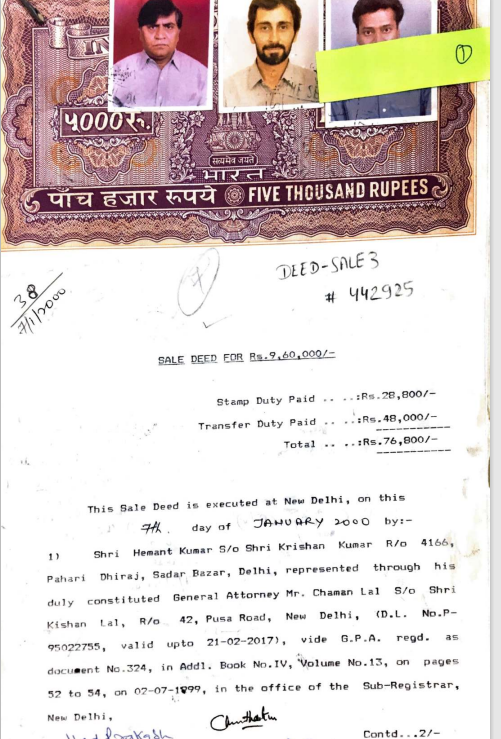 ①
५०००रु.
सत्यमेव जयते
भारत
पाँच हजार रूपये FIVE THOUSAND RUPEES
DEED-SALE 3
# 442925
38
7/1/2000
SALE DEED FOR Rs.9,60,000/-
Stamp Duty Paid .. ..:Rs.28,800/-
Transfer Duty Paid .. ..:Rs.48,000/-
Total .. ..:Rs.76,800/-
This Sale Deed is executed at New Delhi, on this
7th. day of JANUARY 2000 by:-
1) Shri Hemant Kumar S/o Shri Krishan Kumar R/o 4166,
Pahari Dhiraj, Sadar Bazar, Delhi, represented through his
duly constituted General Attorney Mr. Chaman Lal S/o Shri
Kishan Lal, R/o 42, Pusa Road, New Delhi, (D.L. No.P-
95022755, valid upto 21-02-2017), vide G.P.A. regd. as
document No.324, in Addl. Book No.IV, Volume No.13, on pages
52 to 54, on 02-07-1899, in the office of the Sub-Registrar,
New Delhi,
Contd...2/-